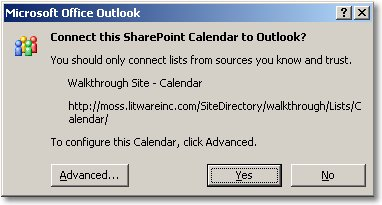 Microsoft Office Outlook
Connect this SharePoint Calendar to Outlook?
You should only connect lists from sources you know and trust.
Walkthrough Site - Calendar
http://moss.litwareinc.com/SiteDirectory/walkthrough/Lists/C
alendar/
To configure this Calendar, click Advanced.
Advanced... Yes No